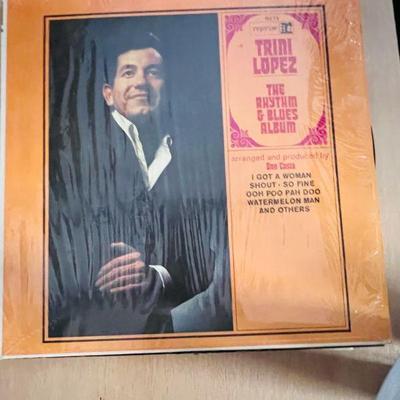 reprise
TRINI
LOPEZ
THE
RHYTHM
& BLUES
ALBUM
arranged and produced by
Don Costa
I GOT A WOMAN
SHOUT · SO FINE
OOH POO PAH DOO
WATERMELON MAN
AND OTHERS